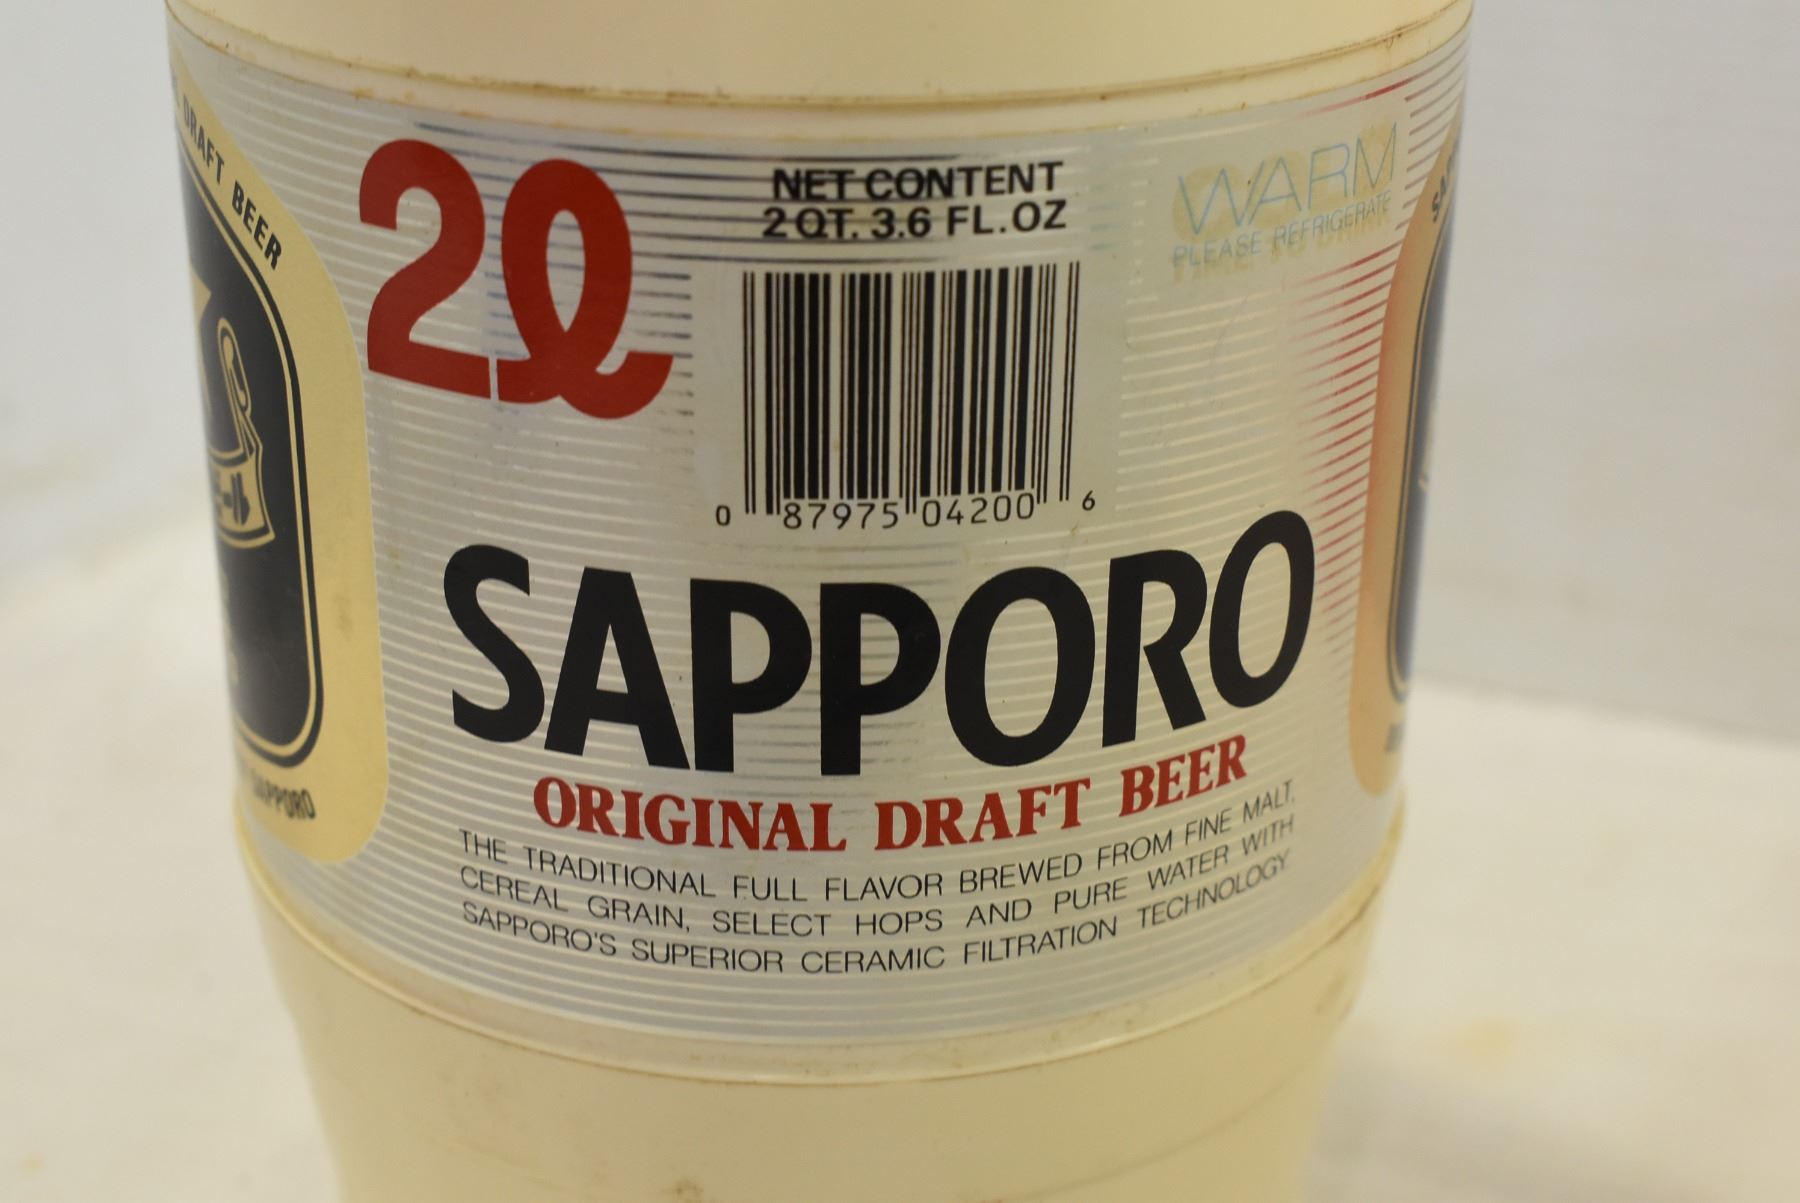 DRAFT BEER
2ℓ
NET CONTENT
2 QT. 3.6 FL.OZ
WARM
PLEASE REFRIGERATE
0 87975 04200 6
SAPPORO
ORIGINAL DRAFT BEER
THE TRADITIONAL FULL FLAVOR BREWED FROM FINE MALT,
CEREAL GRAIN, SELECT HOPS AND PURE WATER WITH
SAPPORO'S SUPERIOR CERAMIC FILTRATION TECHNOLOGY.
SAPPORO